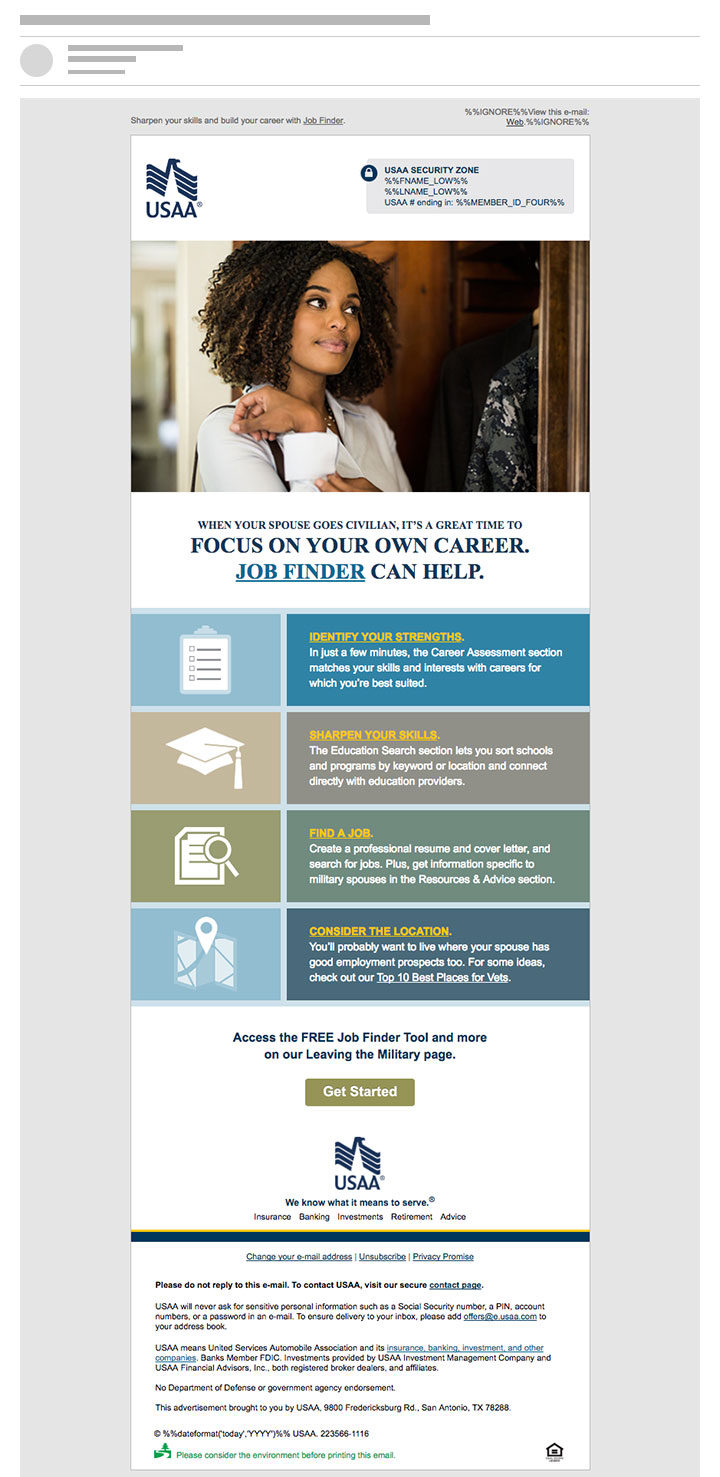 Sharpen your skills and build your career with Job Finder.
%%IGNORE%%View this e-mail:
Web.%%IGNORE%%
USAA®
USAA SECURITY ZONE
%%FNAME_LOW%%
%%LNAME_LOW%%
USAA # ending in: %%MEMBER_ID_FOUR%%
WHEN YOUR SPOUSE GOES CIVILIAN, IT'S A GREAT TIME TO
FOCUS ON YOUR OWN CAREER.
JOB FINDER CAN HELP.
IDENTIFY YOUR STRENGTHS.
In just a few minutes, the Career Assessment section
matches your skills and interests with careers for
which you're best suited.
SHARPEN YOUR SKILLS.
The Education Search section lets you sort schools
and programs by keyword or location and connect
directly with education providers.
FIND A JOB.
Create a professional resume and cover letter, and
search for jobs. Plus, get information specific to
military spouses in the Resources & Advice section.
CONSIDER THE LOCATION.
You'll probably want to live where your spouse has
good employment prospects too. For some ideas,
check out our Top 10 Best Places for Vets.
Access the FREE Job Finder Tool and more
on our Leaving the Military page.
Get Started
USAA®
We know what it means to serve.®
Insurance Banking Investments Retirement Advice
Change your e-mail address | Unsubscribe | Privacy Promise
Please do not reply to this e-mail. To contact USAA, visit our secure contact page.
USAA will never ask for sensitive personal information such as a Social Security number, a PIN, account
numbers, or a password in an e-mail. To ensure delivery to your inbox, please add offers@e.usaa.com to
your address book.
USAA means United Services Automobile Association and its insurance, banking, investment, and other
companies. Banks Member FDIC. Investments provided by USAA Investment Management Company and
USAA Financial Advisors, Inc., both registered broker dealers, and affiliates.
No Department of Defense or government agency endorsement.
This advertisement brought to you by USAA, 9800 Fredericksburg Rd., San Antonio, TX 78288.
© %%dateformat('today','YYYY')%% USAA. 223566-1116
Please consider the environment before printing this email.